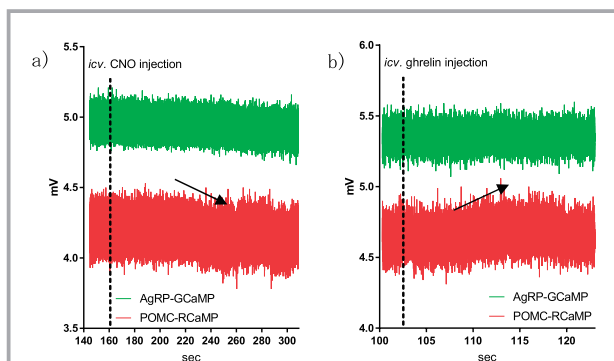 a)
icv. CNO injection
5.5
5.0
4.5
4.0
3.5
mV
140 160 180 200 220 240 260 280 300
sec
AgRP-GCaMP
POMC-RCaMP
b)
icv. ghrelin injection
6.0
5.5
5.0
4.5
4.0
mV
100 105 110 115 120
sec
AgRP-GCaMP
POMC-RCaMP